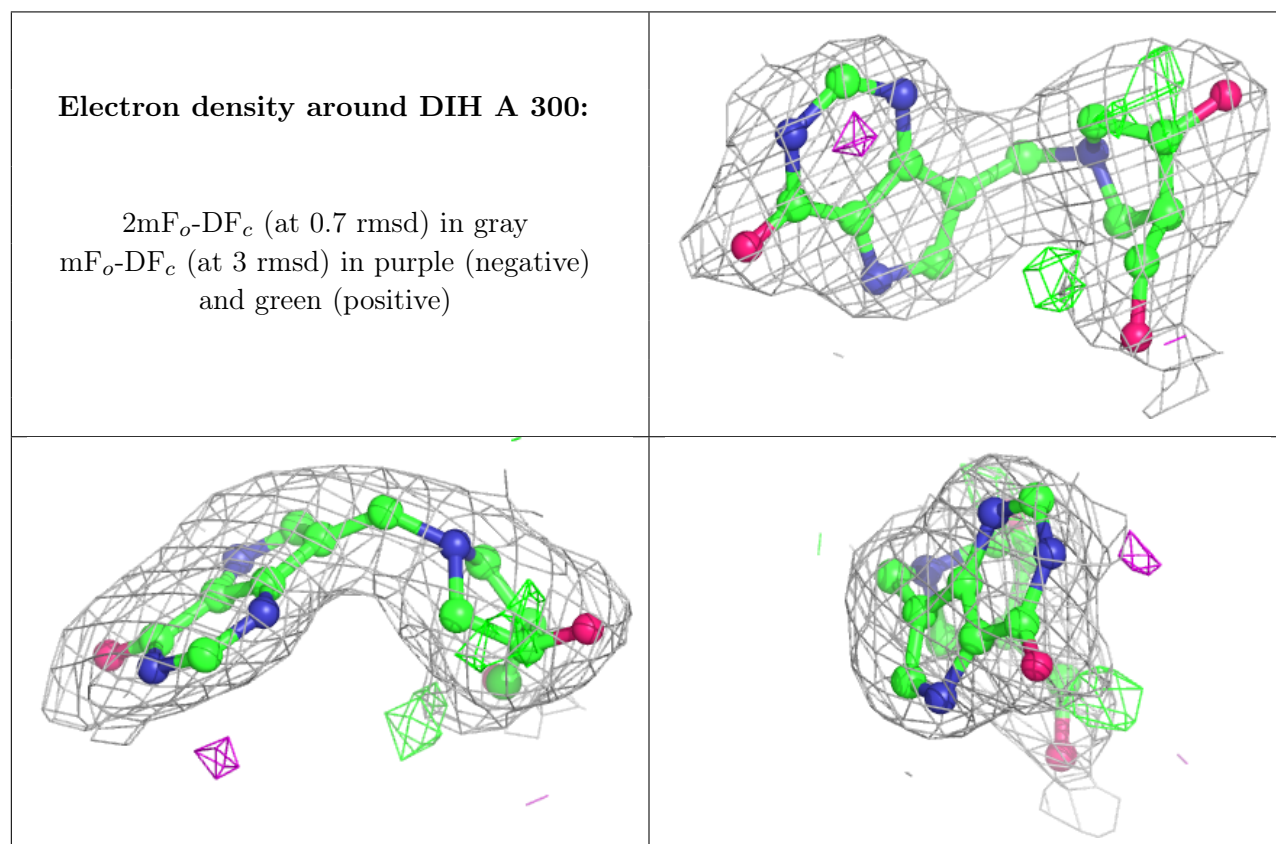 Electron density around DIH A 300:
2mFo-DFc (at 0.7 rmsd) in gray
mFo-DFc (at 3 rmsd) in purple (negative)
and green (positive)